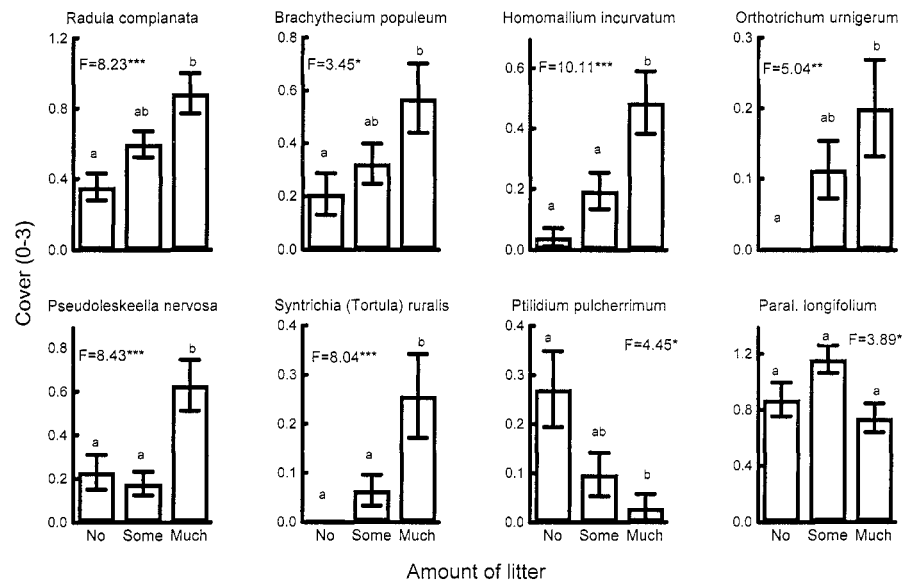 Radula complanata
Brachythecium populeum
Homomallium incurvatum
Orthotrichum urnigerum
1.2
0.8
0.4
0.0
F=8.23***
a
ab
b
0.8
0.6
0.4
0.2
0.0
F=3.45*
a
ab
b
0.6
0.4
0.2
0.0
F=10.11***
a
a
b
0.3
0.2
0.1
0.0
F=5.04**
a
ab
b
Cover (0-3)
Pseudoleskeella nervosa
Syntrichia (Tortula) ruralis
Ptilidium pulcherrimum
Paral. longifolium
0.8
0.6
0.4
0.2
0.0
F=8.43***
a
a
b
No Some Much
0.4
0.3
0.2
0.1
0.0
F=8.04***
a
a
b
No Some Much
0.4
0.3
0.2
0.1
0.0
F=4.45*
a
ab
b
No Some Much
1.2
0.8
0.4
0.0
F=3.89*
a
a
a
No Some Much
Amount of litter